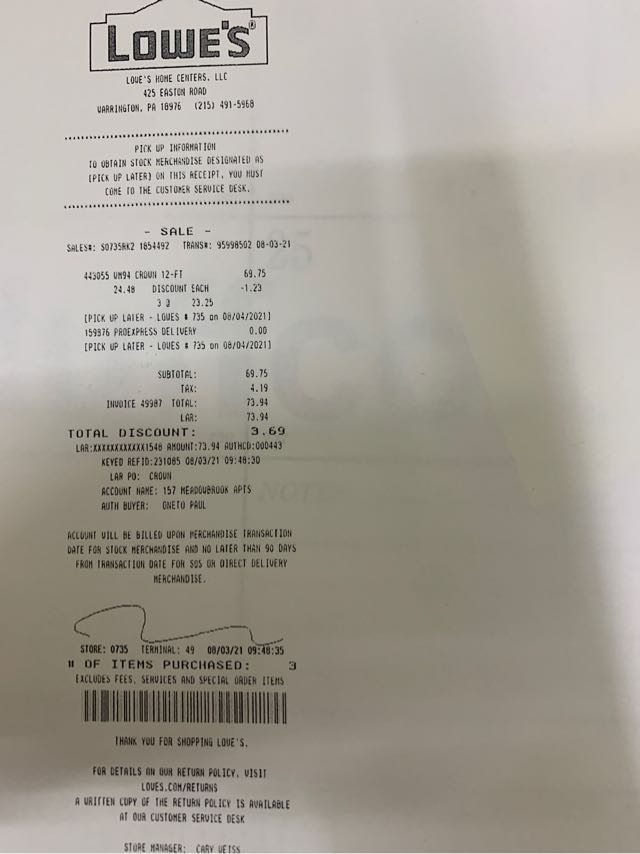 LOWE'S®
LOWE'S HOME CENTERS, LLC
425 EASTON ROAD
WARRINGTON, PA 18976 (215) 491-5968
PICK UP INFORMATION
TO OBTAIN STOCK MERCHANDISE DESIGNATED AS
[PICK UP LATER] ON THIS RECEIPT, YOU MUST
COME TO THE CUSTOMER SERVICE DESK.
- SALE -
SALES#: S0735RK2 1854492 TRANS#: 95998502 08-03-21
443055 WM94 CROWN 12-FT 69.75
24.48 DISCOUNT EACH -1.23
3 @ 23.25
[PICK UP LATER - LOWES # 735 on 08/04/2021]
159976 PROEXPRESS DELIVERY 0.00
[PICK UP LATER - LOWES # 735 on 08/04/2021]
SUBTOTAL: 69.75
TAX: 4.19
INVOICE 49987 TOTAL: 73.94
LAR: 73.94
TOTAL DISCOUNT: 3.69
LAR:XXXXXXXXXXXX1546 AMOUNT:73.94 AUTHCD:000443
KEYED REFID:231085 08/03/21 09:48:30
LAR PO: CROWN
ACCOUNT NAME: 157 MEADOWBROOK APTS
AUTH BUYER: ONETO PAUL
ACCOUNT WILL BE BILLED UPON MERCHANDISE TRANSACTION
DATE FOR STOCK MERCHANDISE AND NO LATER THAN 90 DAYS
FROM TRANSACTION DATE FOR SOS OR DIRECT DELIVERY
MERCHANDISE.
STORE: 0735 TERMINAL: 49 08/03/21 09:48:35
# OF ITEMS PURCHASED: 3
EXCLUDES FEES, SERVICES AND SPECIAL ORDER ITEMS
THANK YOU FOR SHOPPING LOWE'S.
FOR DETAILS ON OUR RETURN POLICY, VISIT
LOWES.COM/RETURNS
A WRITTEN COPY OF THE RETURN POLICY IS AVAILABLE
AT OUR CUSTOMER SERVICE DESK
STORE MANAGER: CARY WEISS